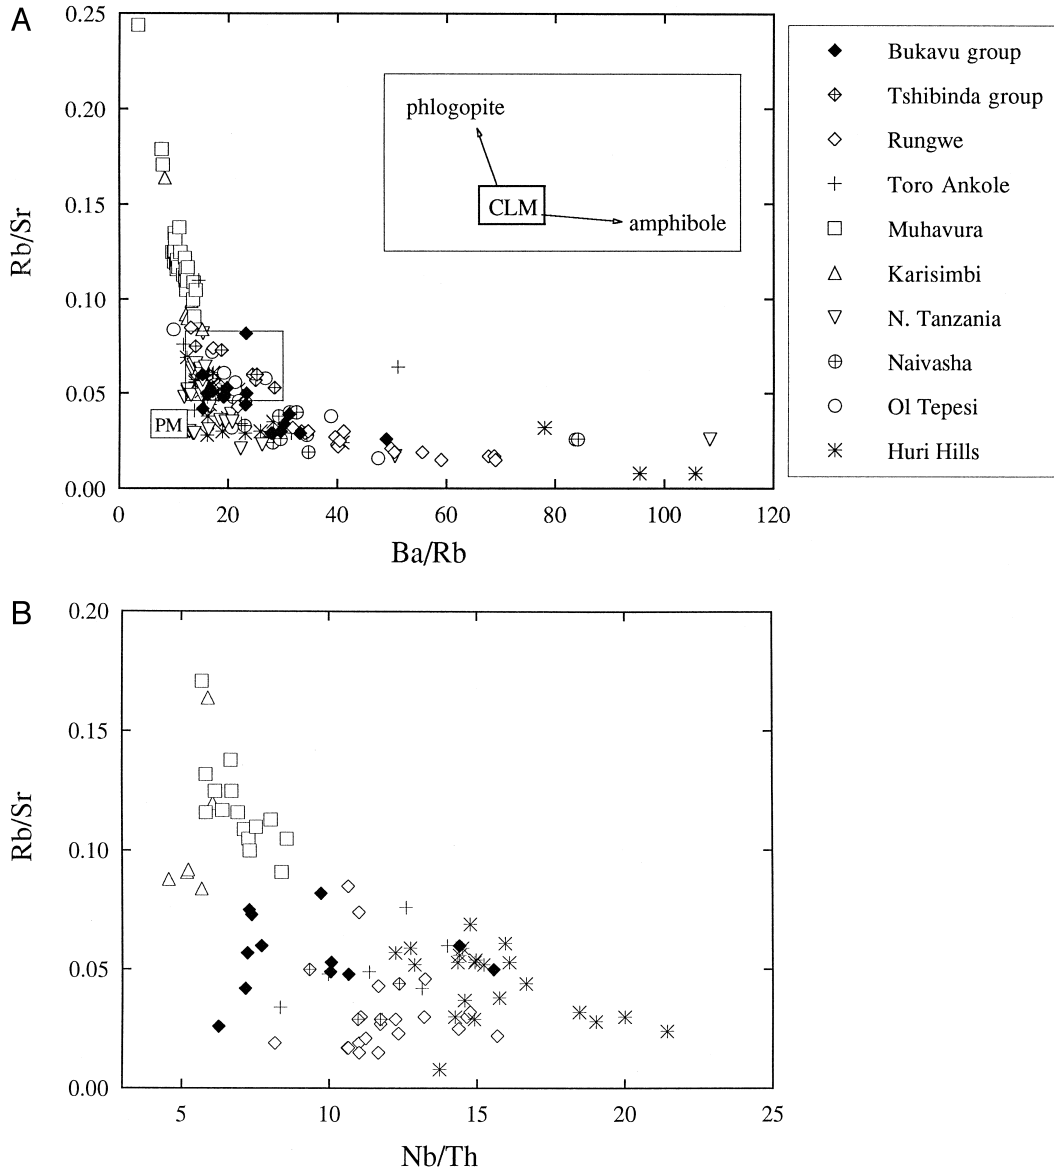 A
0.25
0.20
0.15
0.10
0.05
0.00
Rb/Sr
phlogopite
CLM
amphibole
PM
0 20 40 60 80 100 120
Ba/Rb
Bukavu group
Tshibinda group
Rungwe
Toro Ankole
Muhavura
Karisimbi
N. Tanzania
Naivasha
Ol Tepesi
Huri Hills
B
0.20
0.15
0.10
0.05
0.00
Rb/Sr
5 10 15 20 25
Nb/Th